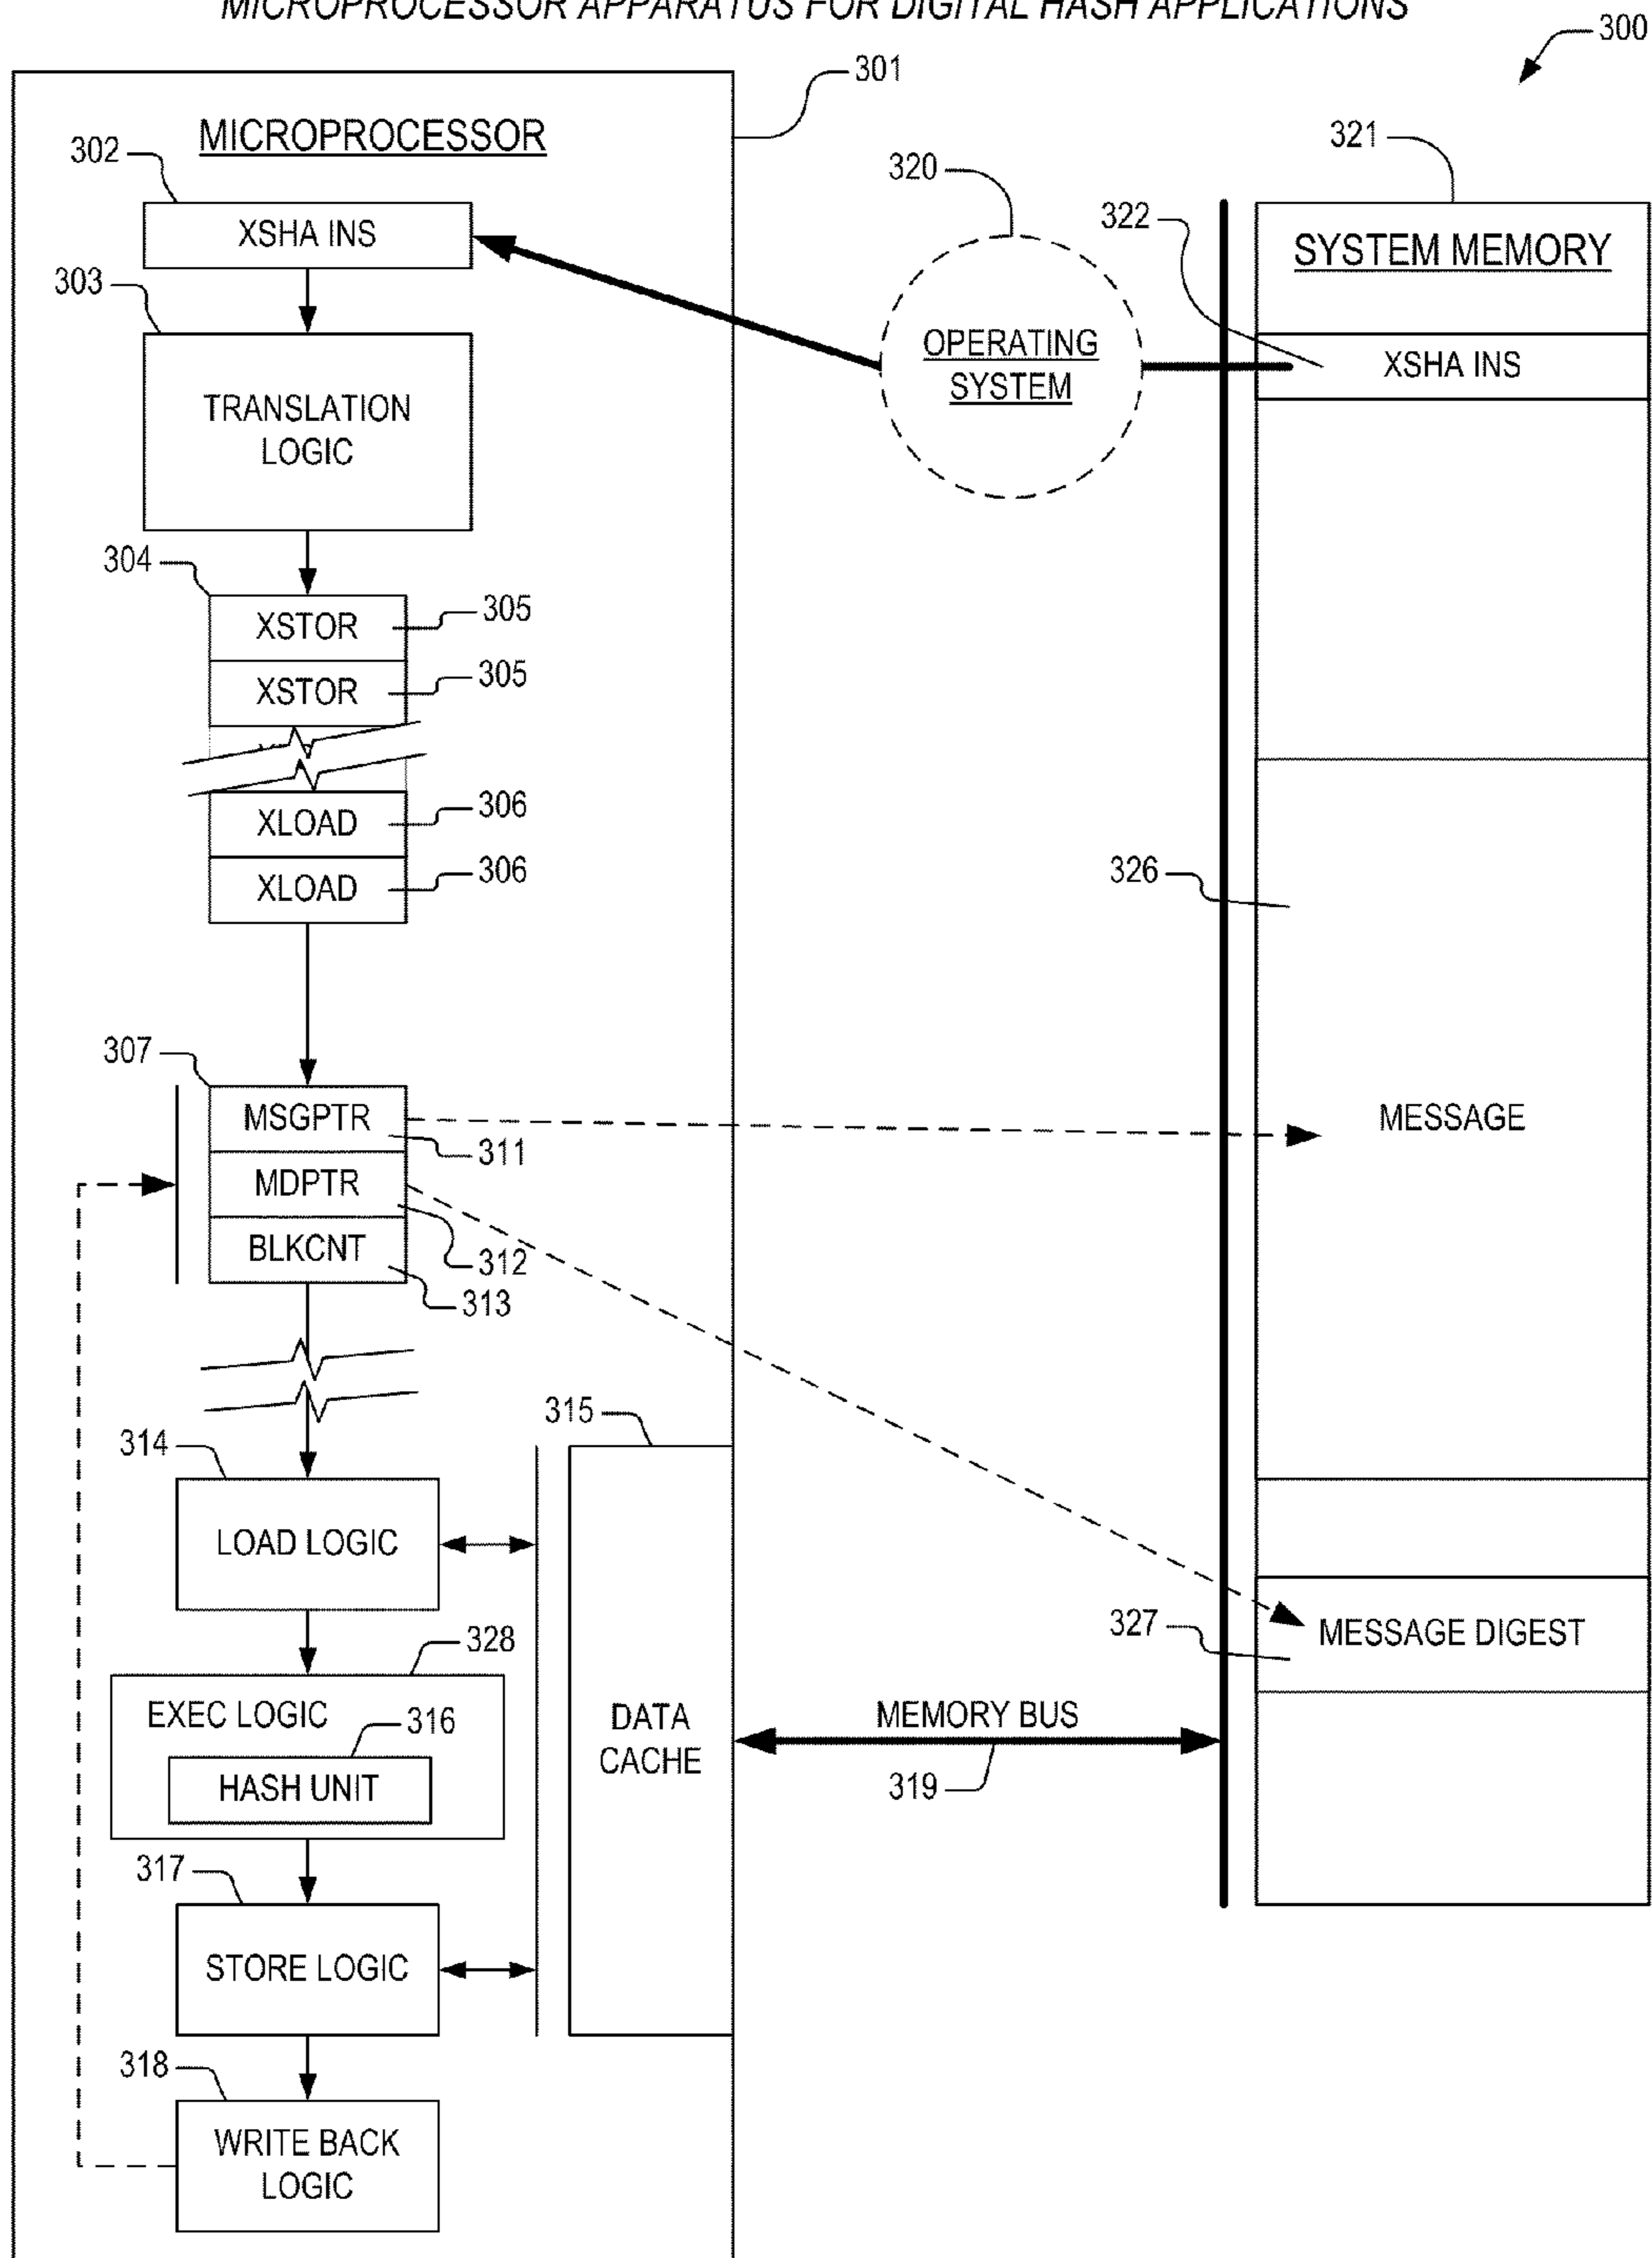 MICROPROCESSOR APPARATUS FOR DIGITAL HASH APPLICATIONS
300
301
MICROPROCESSOR
302
XSHA INS
303
TRANSLATION
LOGIC
304
XSTOR
305
XSTOR
305
XLOAD
306
XLOAD
306
307
MSGPTR
311
MDPTR
312
BLKCNT
313
314
LOAD LOGIC
315
DATA
CACHE
328
EXEC LOGIC
316
HASH UNIT
317
STORE LOGIC
318
WRITE BACK
LOGIC
320
OPERATING
SYSTEM
MEMORY BUS
319
321
SYSTEM MEMORY
322
XSHA INS
326
MESSAGE
327
MESSAGE DIGEST